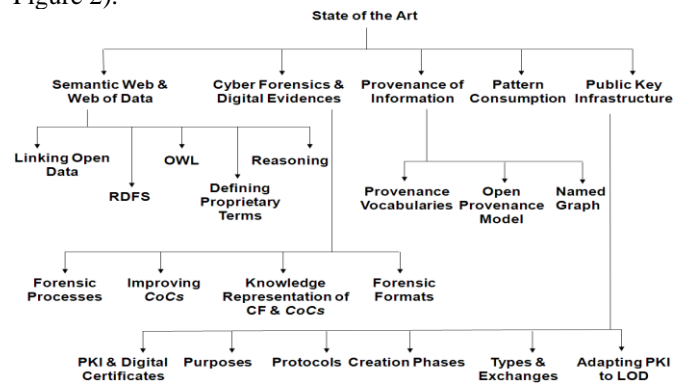 Figure 2).
State of the Art
Semantic Web &
Web of Data
Cyber Forensics &
Digital Evidences
Provenance of
Information
Pattern
Consumption
Public Key
Infrastructure
Linking Open
Data
RDFS
OWL
Defining
Proprietary
Terms
Reasoning
Provenance
Vocabularies
Open
Provenance
Model
Named
Graph
Forensic
Processes
Improving
CoCs
Knowledge
Representation of
CF & CoCs
Forensic
Formats
PKI & Digital
Certificates
Purposes
Protocols
Creation Phases
Types &
Exchanges
Adapting PKI
to LOD